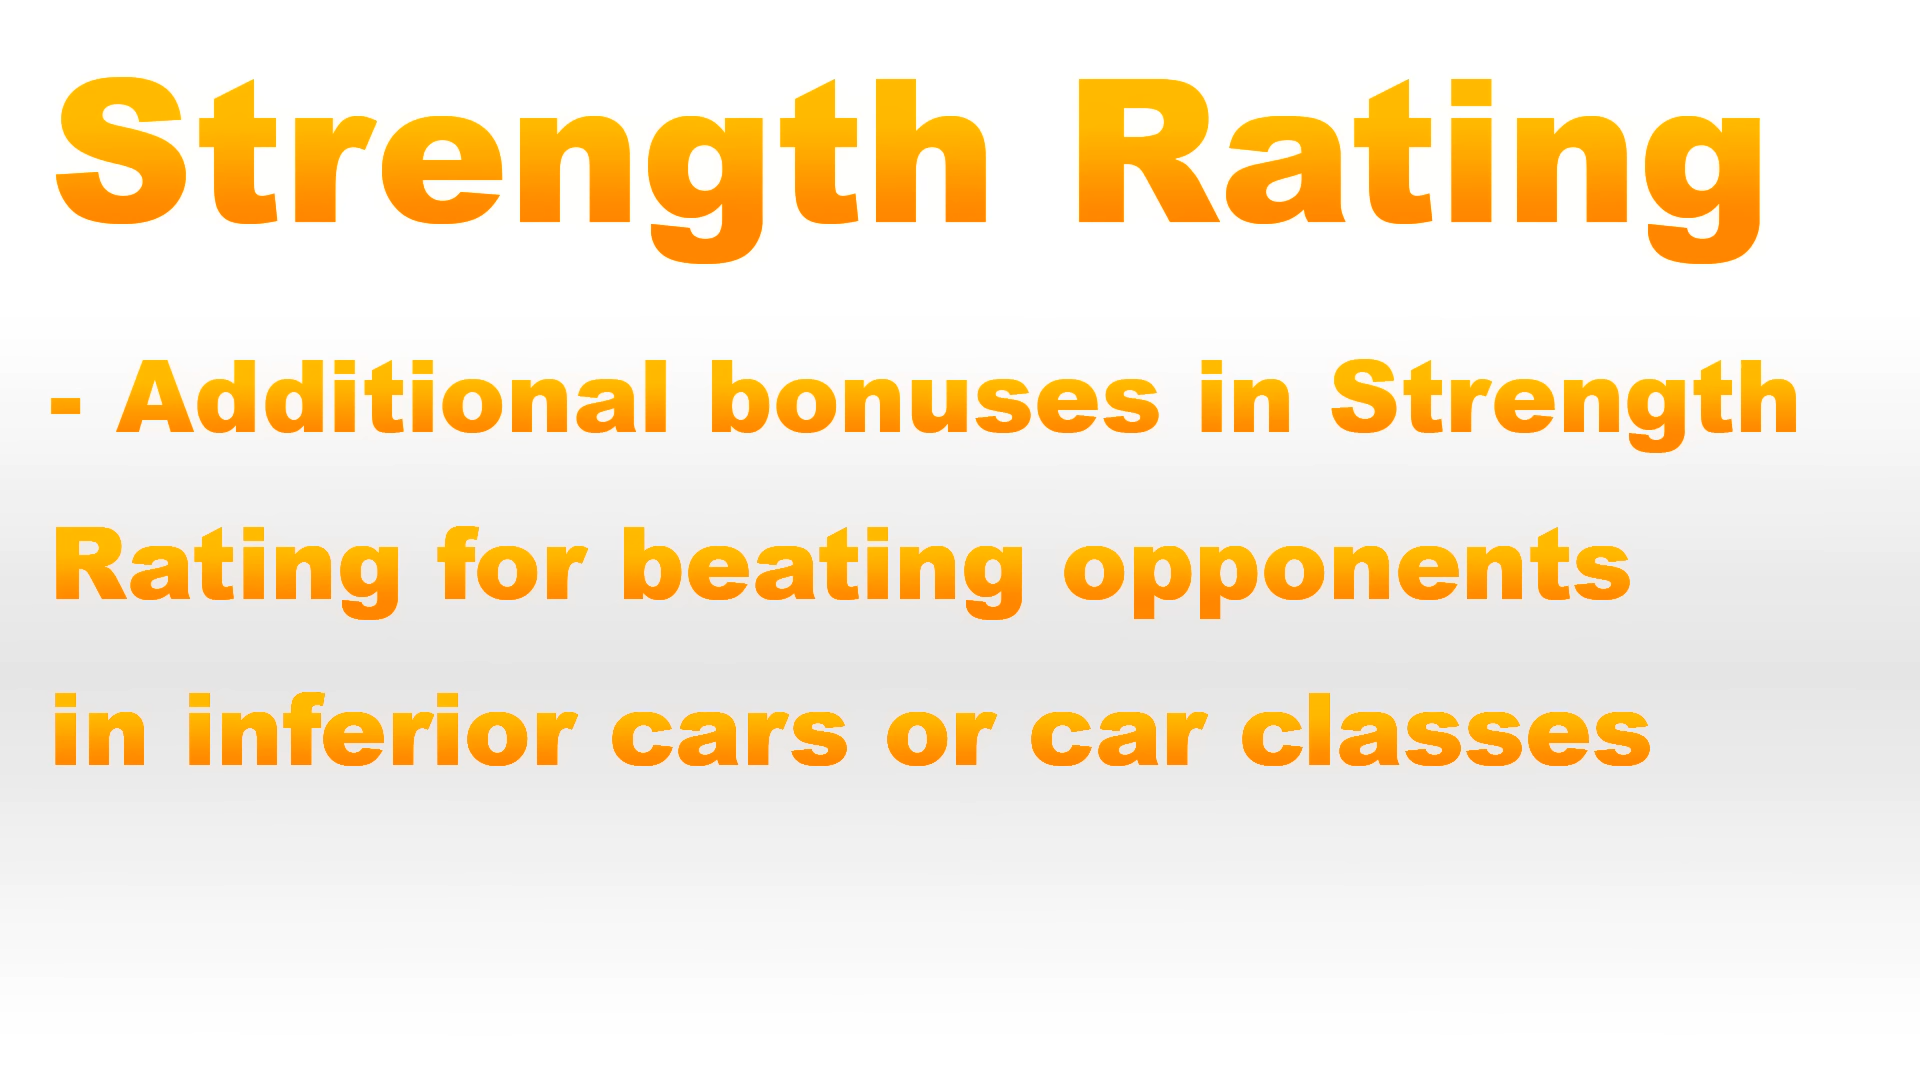 Strength Rating
- Additional bonuses in Strength
Rating for beating opponents
in inferior cars or car classes